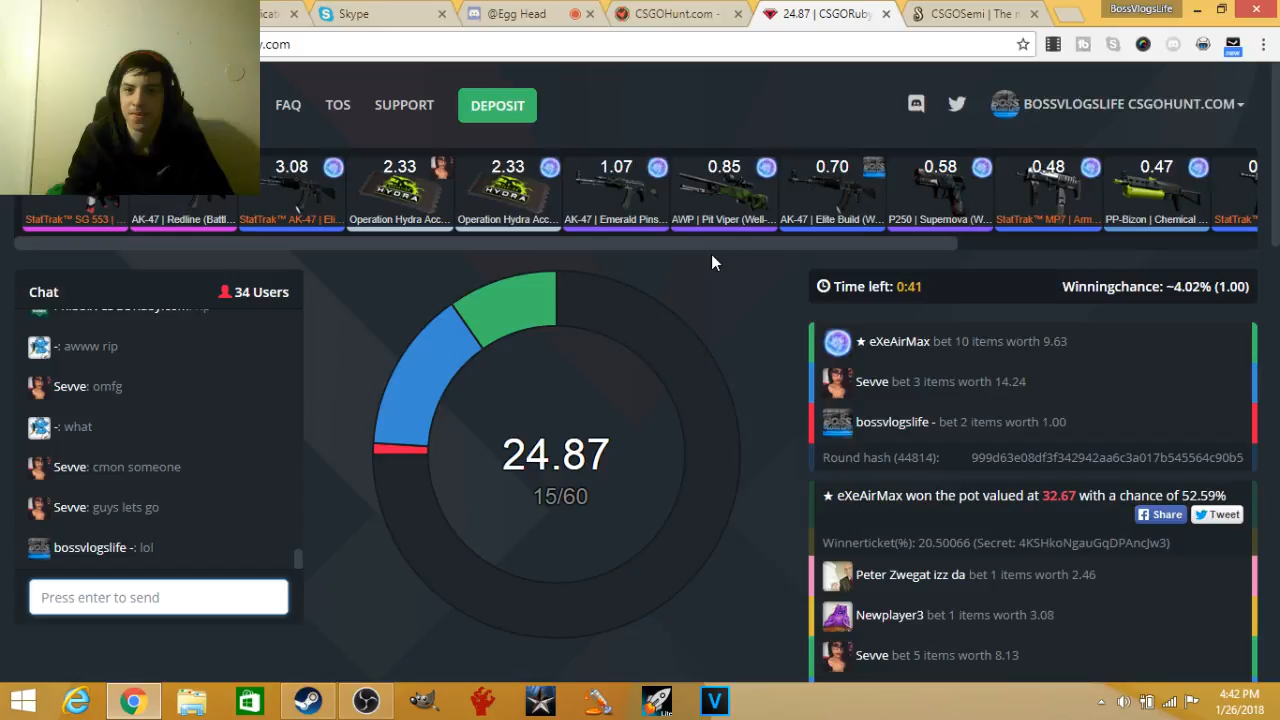 icate
Skype
@Egg Head
CSGOHunt.com -
24.87 | CSGORuby
CSGOSemi | The n
BossVlogsLife
y.com
new
FAQ
TOS
SUPPORT
DEPOSIT
BOSSVLOGSLIFE CSGOHUNT.COM
3.08
2.33
2.33
1.07
0.85
0.70
0.58
0.48
0.47
0
StatTrak™ SG 553 | ...
AK-47 | Redline (Battl...
StatTrak™ AK-47 | Eli...
Operation Hydra Acc...
Operation Hydra Acc...
AK-47 | Emerald Pins...
AWP | Pit Viper (Well-...
AK-47 | Elite Build (W...
P250 | Supernova (W...
StatTrak™ MP7 | Arm...
PP-Bizon | Chemical ...
StatTrak™
Chat
34 Users
-: awww rip
Sevve: omfg
-: what
Sevve: cmon someone
Sevve: guys lets go
bossvlogslife -: lol
Press enter to send
24.87
15/60
Time left: 0:41
Winningchance: ~4.02% (1.00)
★ eXeAirMax bet 10 items worth 9.63
Sevve bet 3 items worth 14.24
bossvlogslife - bet 2 items worth 1.00
Round hash (44814): 999d63e08df3f342942aa6c3a017b545564c90b5
★ eXeAirMax won the pot valued at 32.67 with a chance of 52.59%
Share
Tweet
Winnerticket(%): 20.50066 (Secret: 4KSHkoNgauGqDPAncJw3)
Peter Zwegat izz da bet 1 items worth 2.46
Newplayer3 bet 1 items worth 3.08
Sevve bet 5 items worth 8.13
Lite
4:42 PM
1/26/2018